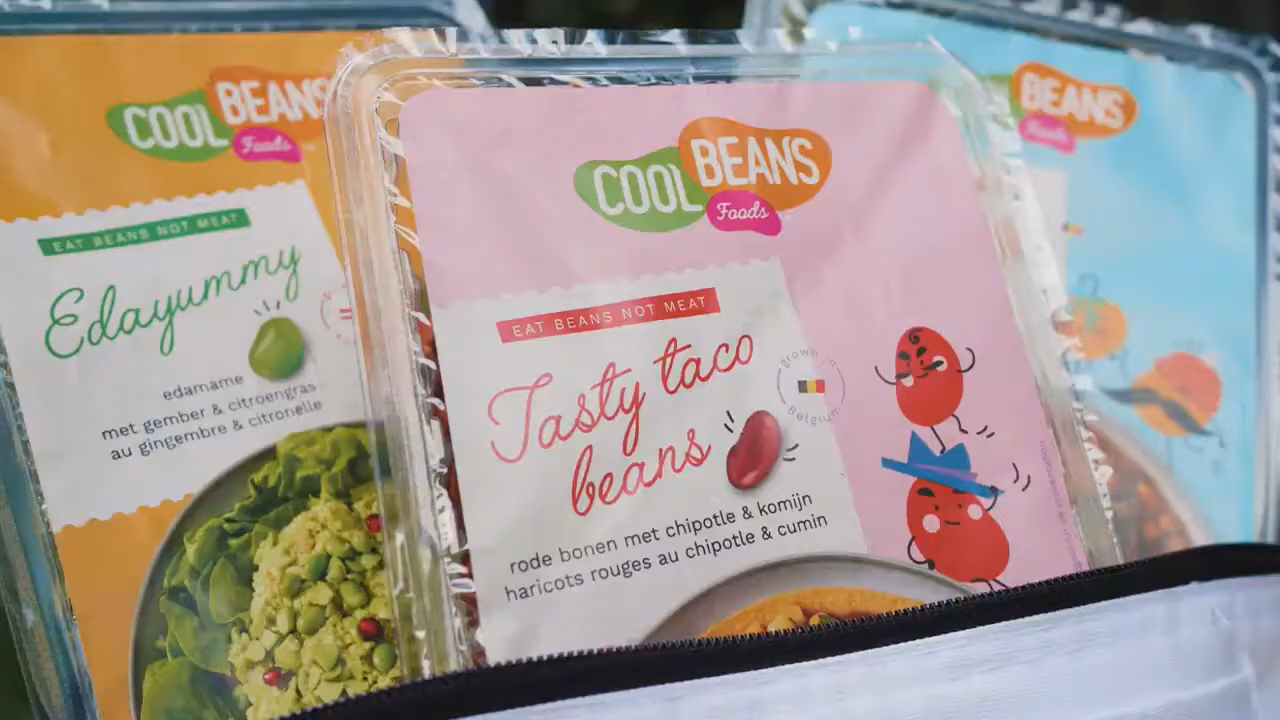 COOL BEANS
Foods
EAT BEANS NOT MEAT
Edayummy
edamame
met gember & citroengras
au gingembre & citronelle
COOL BEANS
Foods
EAT BEANS NOT MEAT
Tasty taco
beans
grown in
Belgium
rode bonen met chipotle & komijn
haricots rouges au chipotle & cumin
BEANS
Foods